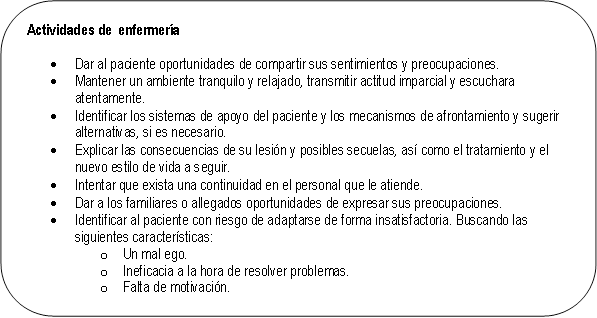 Actividades de enfermería
• Dar al paciente oportunidades de compartir sus sentimientos y preocupaciones.
• Mantener un ambiente tranquilo y relajado, transmitir actitud imparcial y escuchara
atentamente.
• Identificar los sistemas de apoyo del paciente y los mecanismos de afrontamiento y sugerir
alternativas, si es necesario.
• Explicar las consecuencias de su lesión y posibles secuelas, así como el tratamiento y el
nuevo estilo de vida a seguir.
• Intentar que exista una continuidad en el personal que le atiende.
• Dar a los familiares o allegados oportunidades de expresar sus preocupaciones.
• Identificar al paciente con riesgo de adaptarse de forma insatisfactoria. Buscando las
siguientes características:
o Un mal ego.
o Ineficacia a la hora de resolver problemas.
o Falta de motivación.